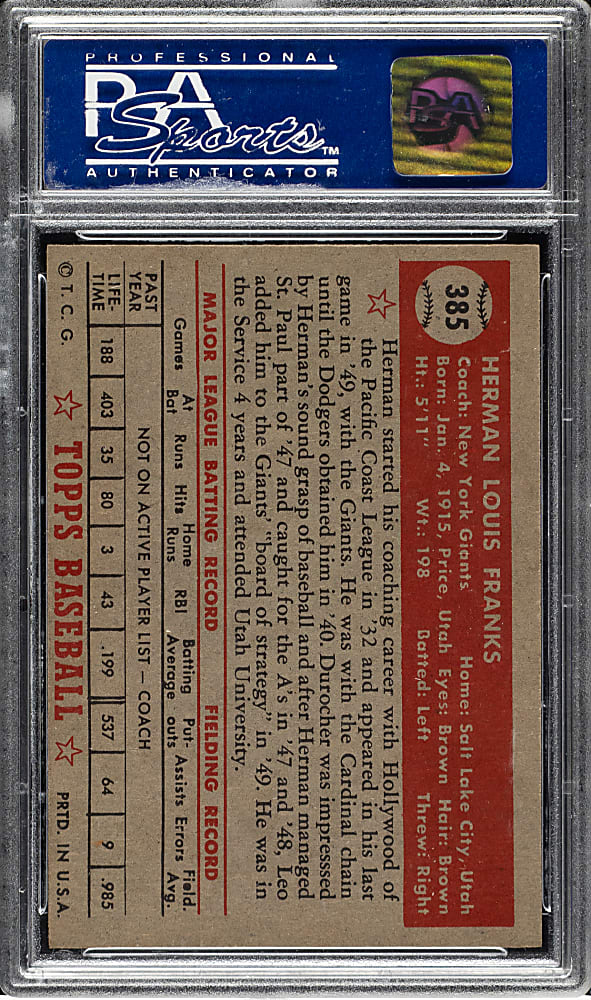 PROFESSIONAL
PSA
Sports™
AUTHENTICATOR
PSA
385
HERMAN LOUIS FRANKS
Coach: New York Giants Home: Salt Lake City, Utah
Born: Jan. 4, 1915, Price, Utah Eyes: Brown Hair: Brown
Ht.: 5'11" Wt.: 198 Batted: Left Threw: Right
Herman started his coaching career with Hollywood of
the Pacific Coast League in '32 and appeared in his last
game in '49, with the Giants. He was with the Cardinal chain
until the Dodgers obtained him in '40. Durocher was impresssed
by Herman's sound grasp of baseball and after Herman managed
St. Paul part of '47 and caught for the A's in '47 and '48, Leo
added him to the Giants' "board of strategy" in '49. He was in
the Service 4 years and attended Utah University.
MAJOR LEAGUE BATTING RECORD FIELDING RECORD
Games At Bat Runs Hits Home Runs RBI Batting Average Put-outs Assists Errors Field. Avg.
PAST YEAR NOT ON ACTIVE PLAYER LIST — COACH
LIFE-TIME 188 403 35 80 3 43 .199 537 64 9 .985
© T. C. G. ☆ TOPPS BASEBALL ☆ PRTD. IN U.S.A.